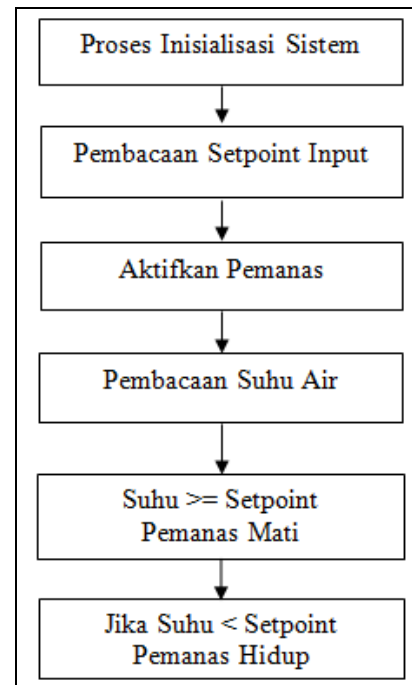 Proses Inisialisasi Sistem
Pembacaan Setpoint Input
Aktifkan Pemanas
Pembacaan Suhu Air
Suhu >= Setpoint
Pemanas Mati
Jika Suhu < Setpoint
Pemanas Hidup